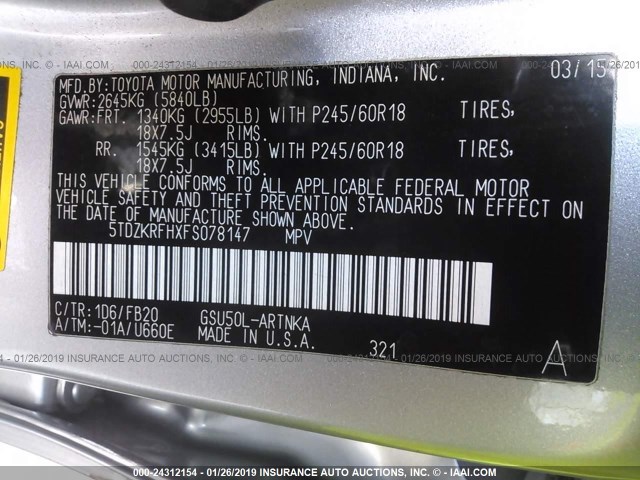 MFD.BY:TOYOTA MOTOR MANUFACTURING, INDIANA, INC. 03/15
GVWR:2645KG (5840LB)
GAWR:FRT. 1340KG (2955LB) WITH P245/60R18 TIRES,
18X7.5J RIMS.
RR. 1545KG (3415LB) WITH P245/60R18 TIRES,
18X7.5J RIMS.
THIS VEHICLE CONFORMS TO ALL APPLICABLE FEDERAL MOTOR
VEHICLE SAFETY AND THEFT PREVENTION STANDARDS IN EFFECT ON
THE DATE OF MANUFACTURE SHOWN ABOVE.
5TDZKRFHXFS078147 MPV
C/TR:1D6/FB20 GSU50L-ARTNKA
A/TM:-01A/U660E MADE IN U.S.A. 321 A
000-24312154 - 01/26/2019 INSURANCE AUTO AUCTIONS, INC.